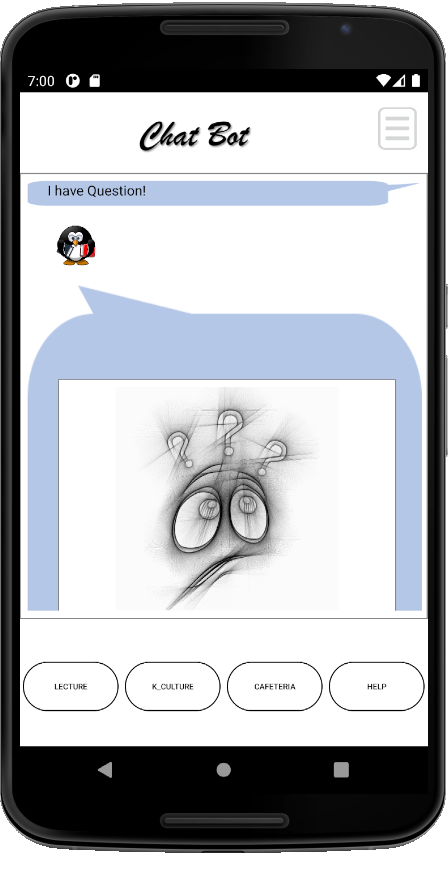 7:00
Chat Bot
I have Question!
? ? ?
LECTURE
K_CULTURE
CAFETERIA
HELP